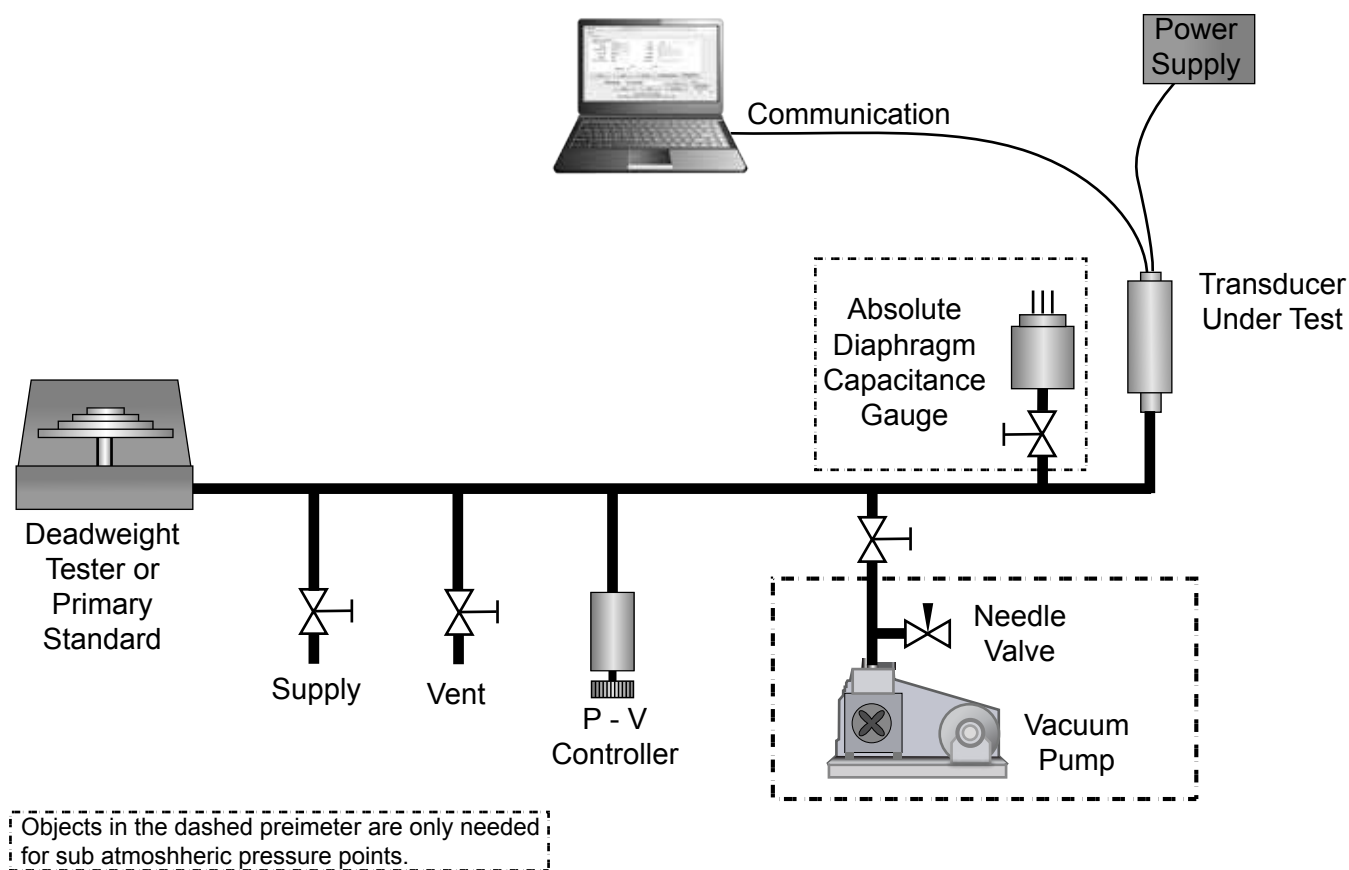 Power
Supply
Communication
Transducer
Under Test
Absolute
Diaphragm
Capacitance
Gauge
Deadweight
Tester or
Primary
Standard
Supply
Vent
P - V
Controller
Needle
Valve
Vacuum
Pump
Objects in the dashed preimeter are only needed
for sub atmoshheric pressure points.